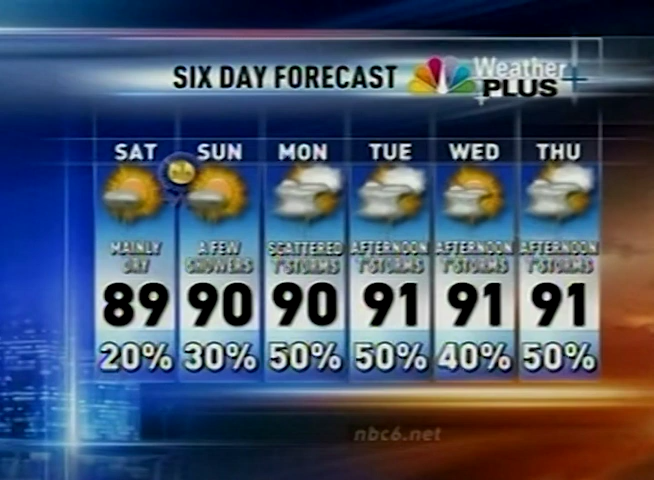 SIX DAY FORECAST
Weather
PLUS
SAT SUN MON TUE WED THU
MAINLY A FEW SCATTERED AFTERNOON AFTERNOON AFTERNOON
DRY SHOWERS T'STORMS T'STORMS T'STORMS T'STORMS
89 90 90 91 91 91
20% 30% 50% 50% 40% 50%
nbc6.net